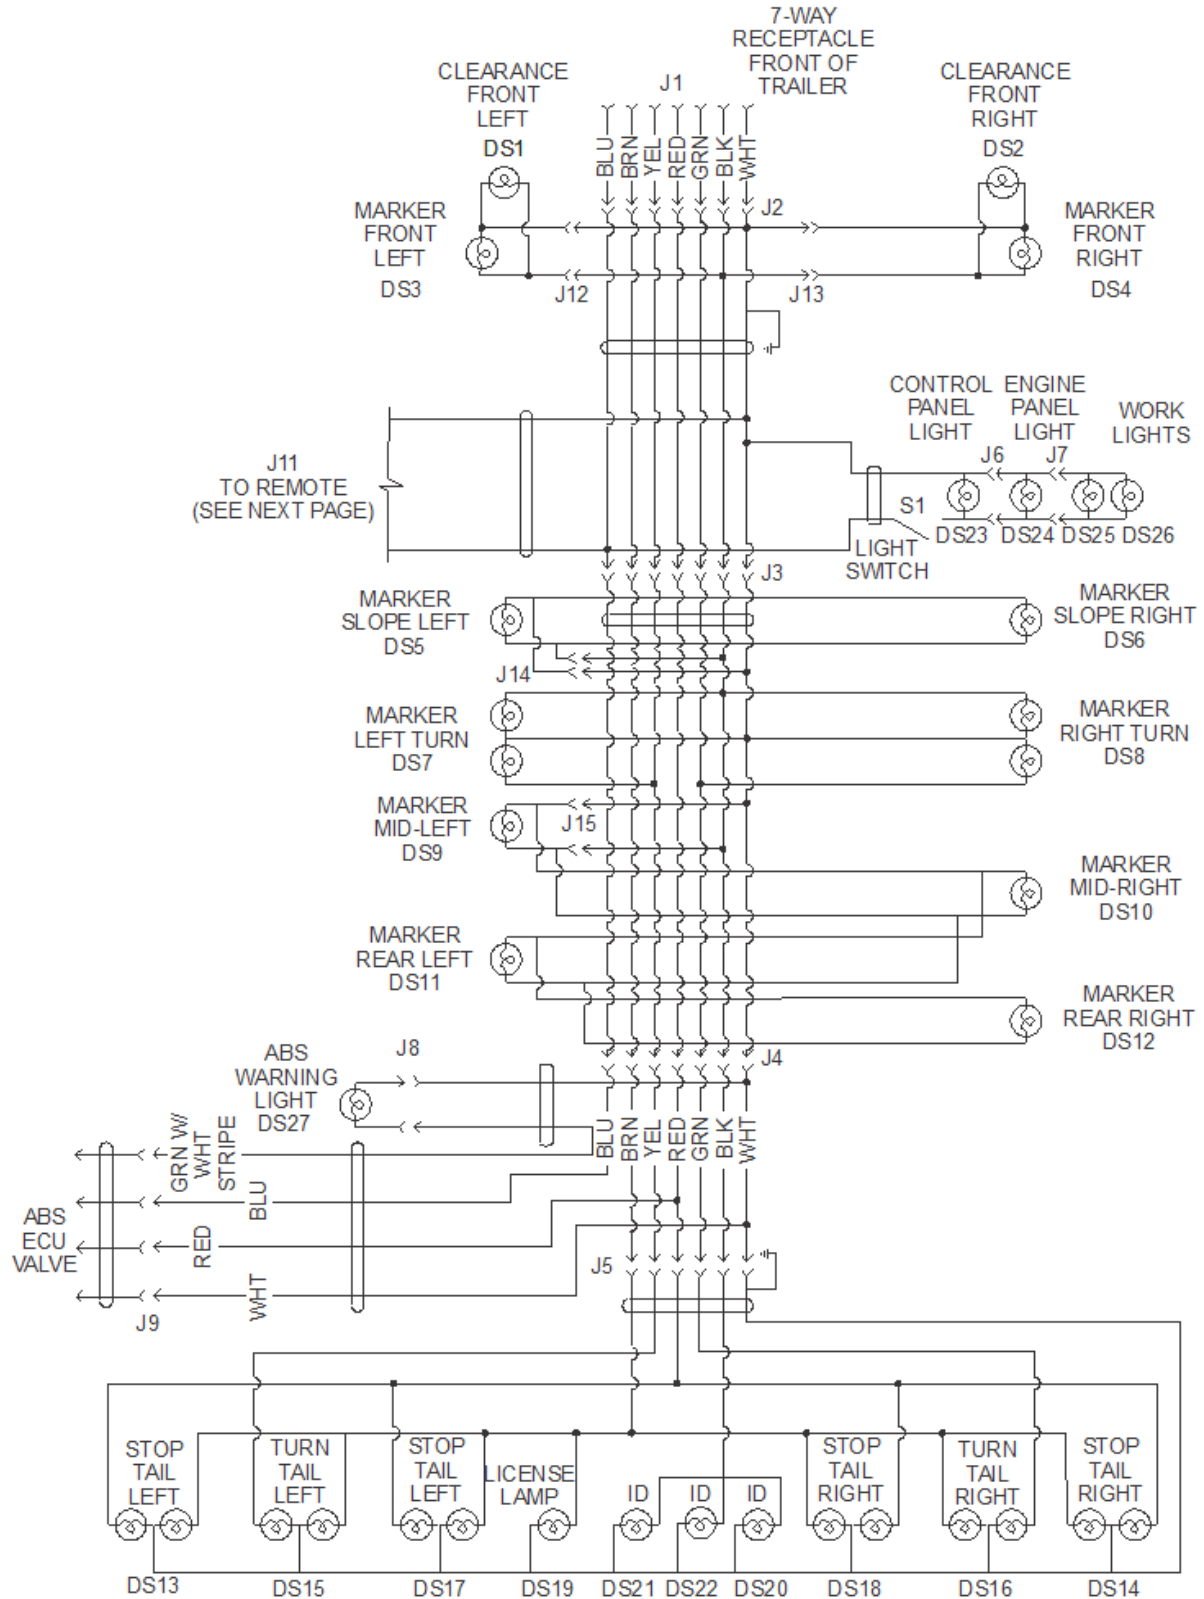 7-WAY
RECEPTACLE
FRONT OF
TRAILER
CLEARANCE
FRONT
LEFT
DS1
J1
CLEARANCE
FRONT
RIGHT
DS2
BLU
BRN
YEL
RED
GRN
BLK
WHT
MARKER
FRONT
LEFT
DS3
J2
MARKER
FRONT
RIGHT
DS4
J12
J13
CONTROL
PANEL
LIGHT
ENGINE
PANEL
LIGHT
WORK
LIGHTS
J6
J7
J11
TO REMOTE
(SEE NEXT PAGE)
S1
DS23
DS24
DS25
DS26
LIGHT
SWITCH
J3
MARKER
SLOPE LEFT
DS5
MARKER
SLOPE RIGHT
DS6
J14
MARKER
LEFT TURN
DS7
MARKER
RIGHT TURN
DS8
MARKER
MID-LEFT
DS9
J15
MARKER
MID-RIGHT
DS10
MARKER
REAR LEFT
DS11
MARKER
REAR RIGHT
DS12
J8
J4
ABS
WARNING
LIGHT
DS27
GRN W/
WHT
STRIPE
BLU
BRN
YEL
RED
GRN
BLK
WHT
BLU
ABS
ECU
VALVE
RED
WHT
J5
J9
STOP
TAIL
LEFT
TURN
TAIL
LEFT
STOP
TAIL
LEFT
LICENSE
LAMP
ID
ID
ID
STOP
TAIL
RIGHT
TURN
TAIL
RIGHT
STOP
TAIL
RIGHT
DS13
DS15
DS17
DS19
DS21
DS22
DS20
DS18
DS16
DS14